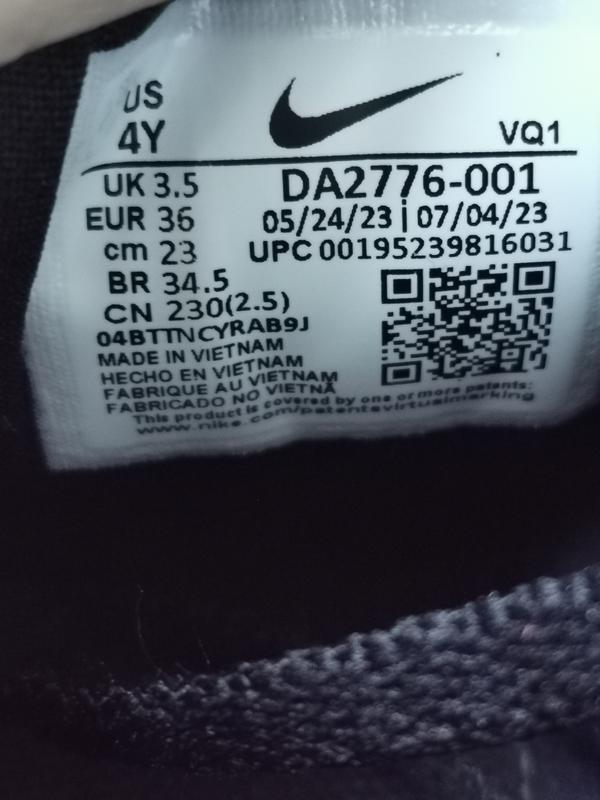 US
4Y
VQ1
UK 3.5
DA2776-001
EUR 36
05/24/23 | 07/04/23
cm 23
UPC 00195239816031
BR 34.5
CN 230(2.5)
04BTTNCYRAB9J
MADE IN VIETNAM
HECHO EN VIETNAM
FABRIQUE AU VIETNAM
FABRICADO NO VIETNÃ
This product is covered by one or more patents:
www.nike.com/patentsvirtualmarking